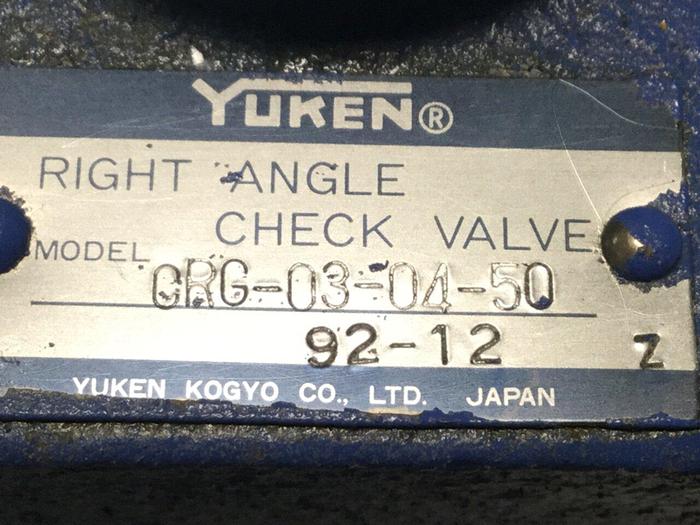 YUKEN®
RIGHT ANGLE
CHECK VALVE
MODEL CRG-03-04-50
92-12 Z
YUKEN KOGYO CO., LTD. JAPAN